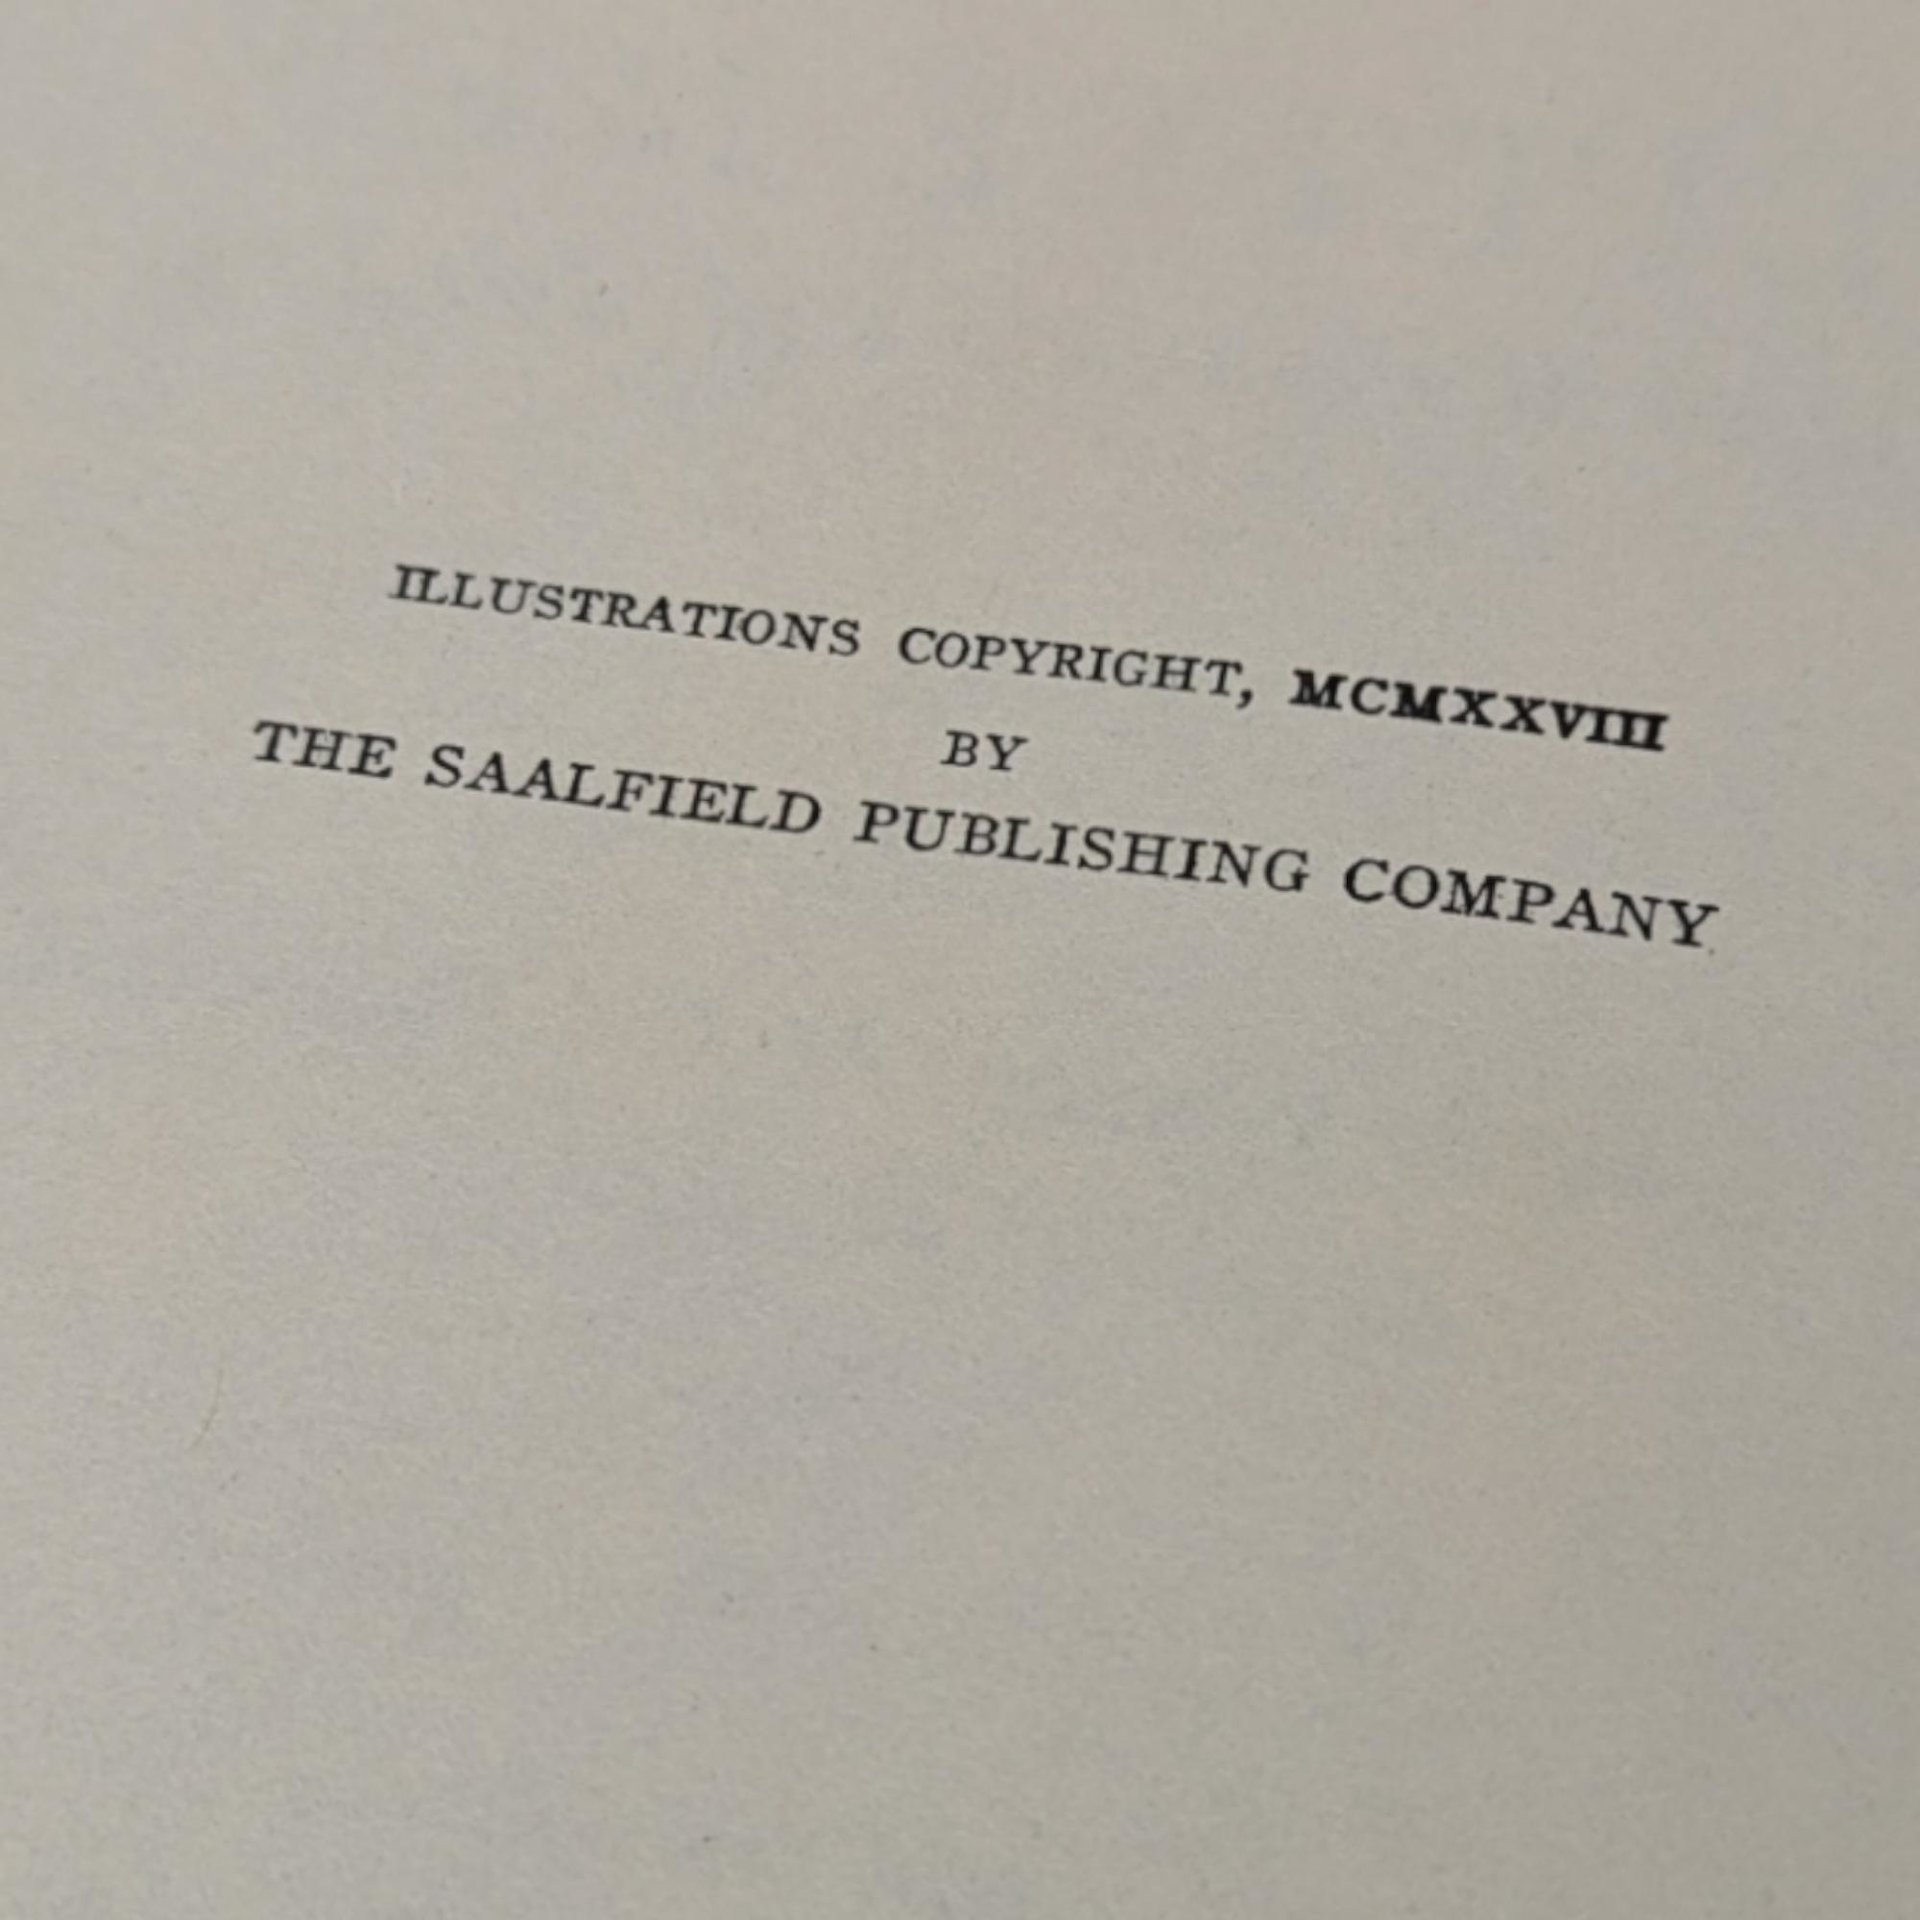 ILLUSTRATIONS COPYRIGHT, MCMXXVIII
BY
THE SAALFIELD PUBLISHING COMPANY